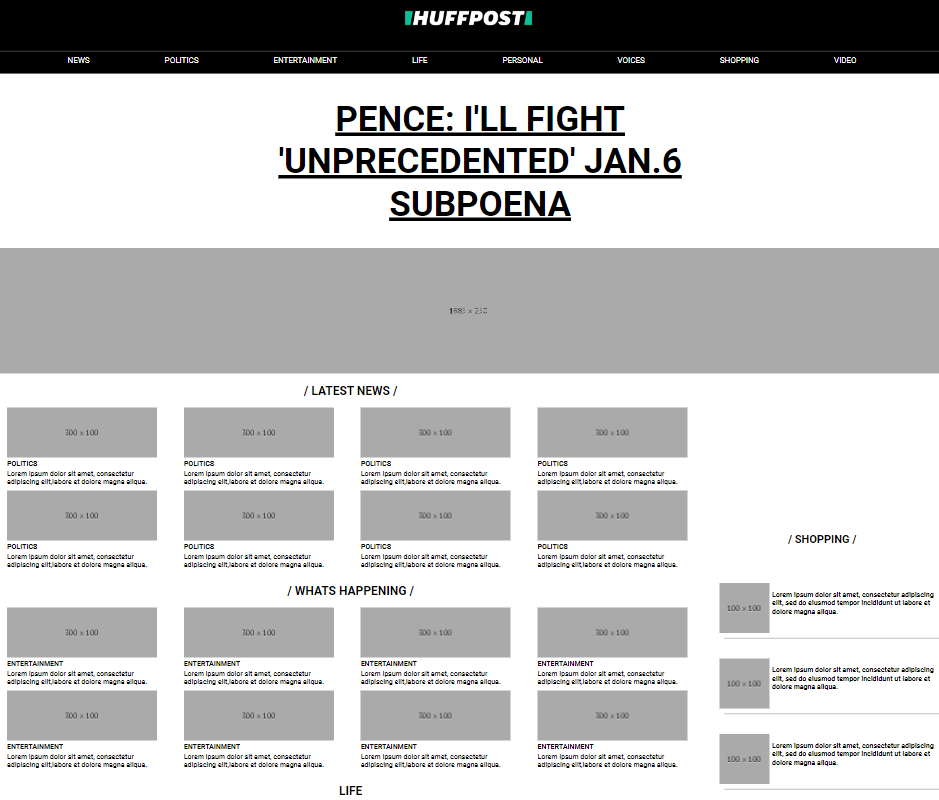 HUFFPOST
NEWS POLITICS ENTERTAINMENT LIFE PERSONAL VOICES SHOPPING VIDEO
PENCE: I'LL FIGHT
'UNPRECEDENTED' JAN.6
SUBPOENA
/ LATEST NEWS /
300 x 100 300 x 100 300 x 100 300 x 100
POLITICS POLITICS POLITICS POLITICS
Lorem ipsum dolor sit amet, consectetur Lorem ipsum dolor sit amet, consectetur Lorem ipsum dolor sit amet, consectetur Lorem ipsum dolor sit amet, consectetur
adipiscing elit,labore et dolore magna aliqua. adipiscing elit,labore et dolore magna aliqua. adipiscing elit,labore et dolore magna aliqua. adipiscing elit,labore et dolore magna aliqua.
300 x 100 300 x 100 300 x 100 300 x 100
POLITICS POLITICS POLITICS POLITICS
Lorem ipsum dolor sit amet, consectetur Lorem ipsum dolor sit amet, consectetur Lorem ipsum dolor sit amet, consectetur Lorem ipsum dolor sit amet, consectetur
adipiscing elit,labore et dolore magna aliqua. adipiscing elit,labore et dolore magna aliqua. adipiscing elit,labore et dolore magna aliqua. adipiscing elit,labore et dolore magna aliqua.
/ WHATS HAPPENING /
300 x 100 300 x 100 300 x 100 300 x 100
ENTERTAINMENT ENTERTAINMENT ENTERTAINMENT ENTERTAINMENT
Lorem ipsum dolor sit amet, consectetur Lorem ipsum dolor sit amet, consectetur Lorem ipsum dolor sit amet, consectetur Lorem ipsum dolor sit amet, consectetur
adipiscing elit,labore et dolore magna aliqua. adipiscing elit,labore et dolore magna aliqua. adipiscing elit,labore et dolore magna aliqua. adipiscing elit,labore et dolore magna aliqua.
300 x 100 300 x 100 300 x 100 300 x 100
ENTERTAINMENT ENTERTAINMENT ENTERTAINMENT ENTERTAINMENT
Lorem ipsum dolor sit amet, consectetur Lorem ipsum dolor sit amet, consectetur Lorem ipsum dolor sit amet, consectetur Lorem ipsum dolor sit amet, consectetur
adipiscing elit,labore et dolore magna aliqua. adipiscing elit,labore et dolore magna aliqua. adipiscing elit,labore et dolore magna aliqua. adipiscing elit,labore et dolore magna aliqua.
LIFE
/ SHOPPING /
100 x 100
Lorem ipsum dolor sit amet, consectetur adipiscing
elit, sed do eiusmod tempor incididunt ut labore et
dolore magna aliqua.
100 x 100
Lorem ipsum dolor sit amet, consectetur adipiscing
elit, sed do eiusmod tempor incididunt ut labore et
dolore magna aliqua.
100 x 100
Lorem ipsum dolor sit amet, consectetur adipiscing
elit, sed do eiusmod tempor incididunt ut labore et
dolore magna aliqua.